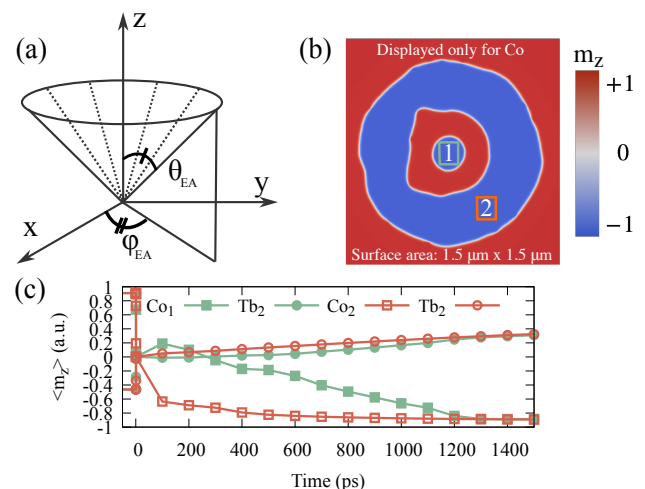 (a)
z
θEA
y
x
φEA
(b)
Displayed only for Co
1
2
Surface area: 1.5 μm x 1.5 μm
mz
+1
0
−1
(c)
1
0.8
0.6
0.4
0.2
0
-0.2
-0.4
-0.6
-0.8
-1
<mz> (a.u.)
Co1 Tb2 Co2 Tb2
0 200 400 600 800 1000 1200 1400
Time (ps)